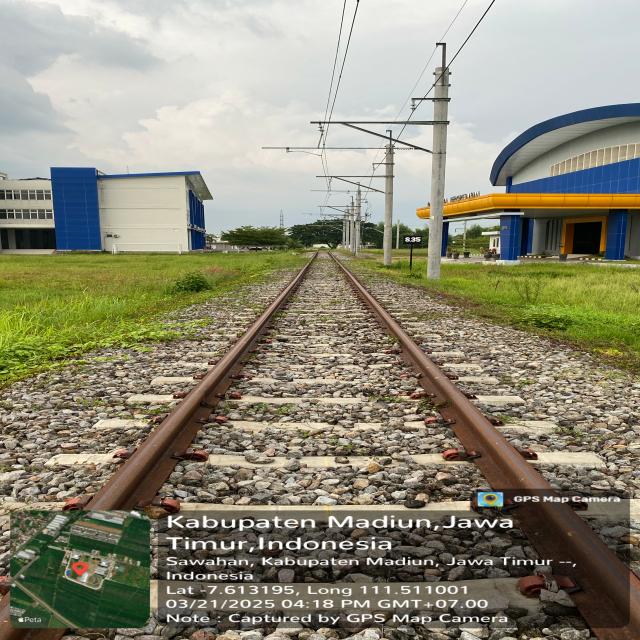 8.35
GPS Map Camera
Kabupaten Madiun,Jawa
Timur,Indonesia
Sawahan, Kabupaten Madiun, Jawa Timur --,
Indonesia
Lat -7.613195, Long 111.511001
03/21/2025 04:18 PM GMT+07.00
Note : Captured by GPS Map Camera
Peta